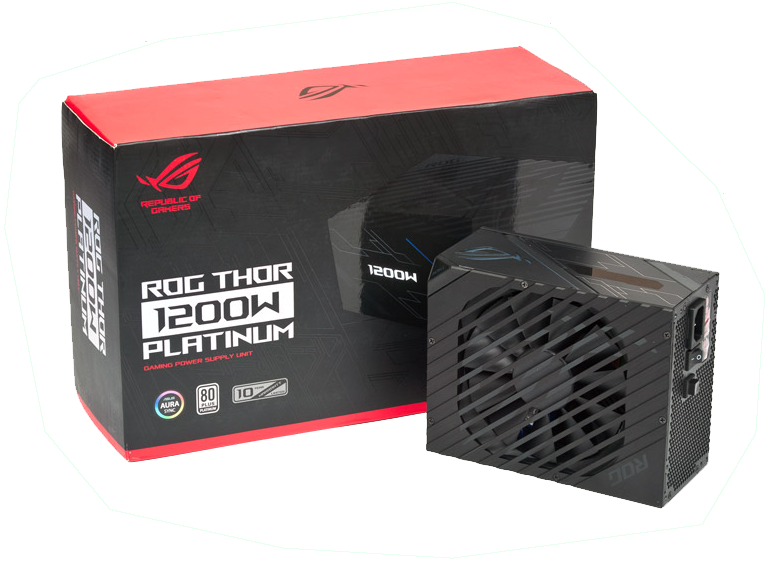 REPUBLIC OF
GAMERS
ROG THOR
1200W
PLATINUM
GAMING POWER SUPPLY UNIT
ASUS
AURA
SYNC
80
PLUS
PLATINUM
10
1200W
ROG THOR
1200W
PLATINUM
ROG